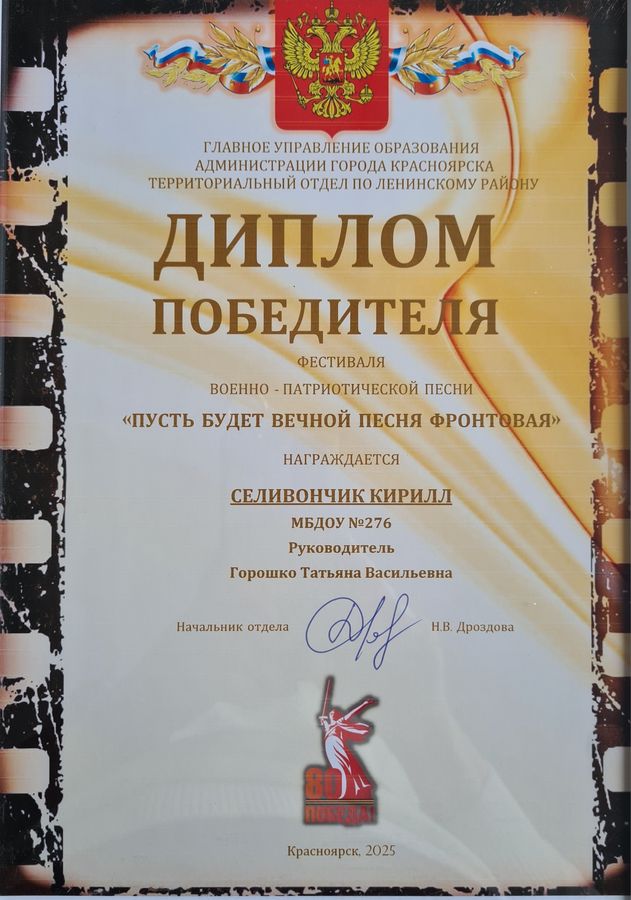 ГЛАВНОЕ УПРАВЛЕНИЕ ОБРАЗОВАНИЯ
АДМИНИСТРАЦИИ ГОРОДА КРАСНОЯРСКА
ТЕРРИТОРИАЛЬНЫЙ ОТДЕЛ ПО ЛЕНИНСКОМУ РАЙОНУ
ДИПЛОМ
ПОБЕДИТЕЛЯ
ФЕСТИВАЛЯ
ВОЕННО - ПАТРИОТИЧЕСКОЙ ПЕСНИ
«ПУСТЬ БУДЕТ ВЕЧНОЙ ПЕСНЯ ФРОНТОВАЯ»
НАГРАЖДАЕТСЯ
СЕЛИВОНЧИК КИРИЛЛ
МБДОУ №276
Руководитель
Горошко Татьяна Васильевна
Начальник отдела Н.В. Дроздова
80
ПОБЕДА!
Красноярск, 2025